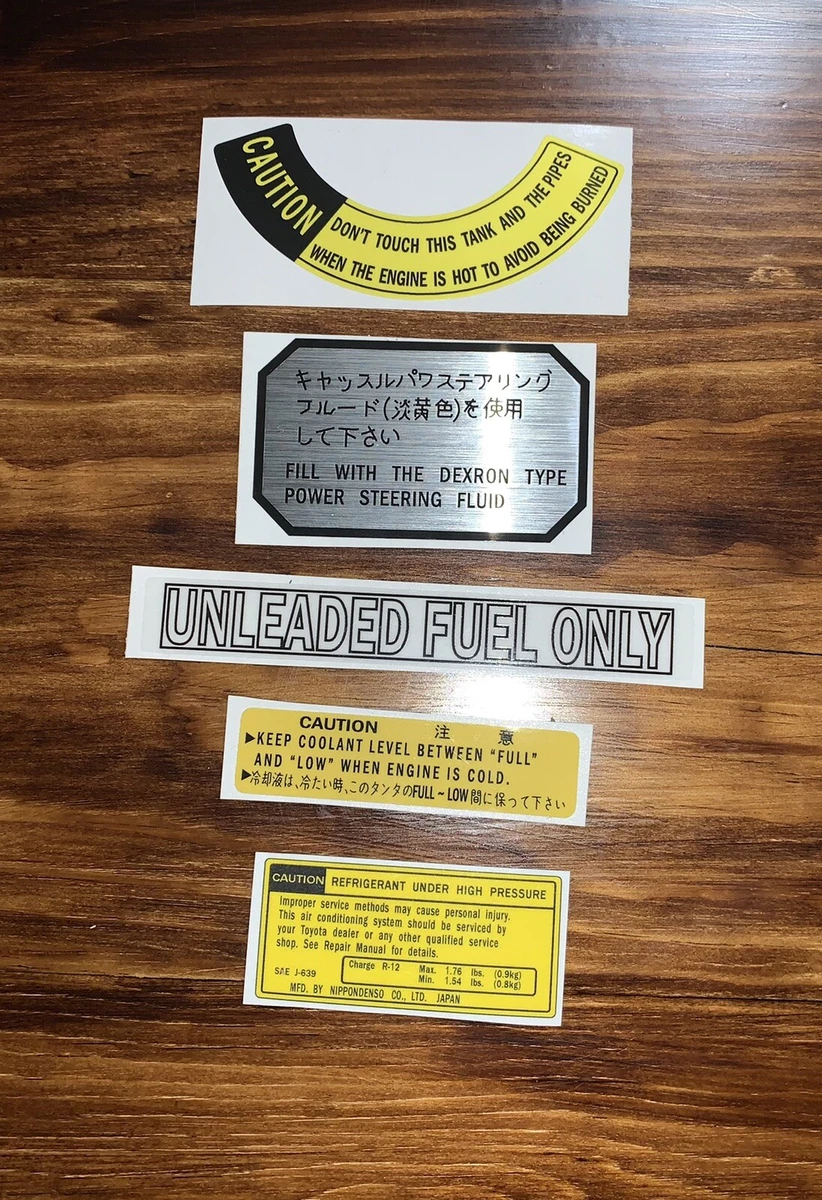 CAUTION
DON'T TOUCH THIS TANK AND THE PIPES
WHEN THE ENGINE IS HOT TO AVOID BEING BURNED
キャッスルパワステアリング
フルード(淡黄色)を使用
して下さい
FILL WITH THE DEXRON TYPE
POWER STEERING FLUID
UNLEADED FUEL ONLY
CAUTION 注意
▶KEEP COOLANT LEVEL BETWEEN "FULL"
AND "LOW" WHEN ENGINE IS COLD.
▶冷却液は、冷たい時、このタンタのFULL~LOW間に保って下さい
CAUTION REFRIGERANT UNDER HIGH PRESSURE
Improper service methods may cause personal injury.
This air conditioning system should be serviced by
your Toyota dealer or any other qualified service
shop. See Repair Manual for details.
SAE J-639
Charge R-12 Max. 1.76 lbs. (0.9kg)
Min. 1.54 lbs. (0.8kg)
MFD. BY NIPPONDENSO CO., LTD. JAPAN